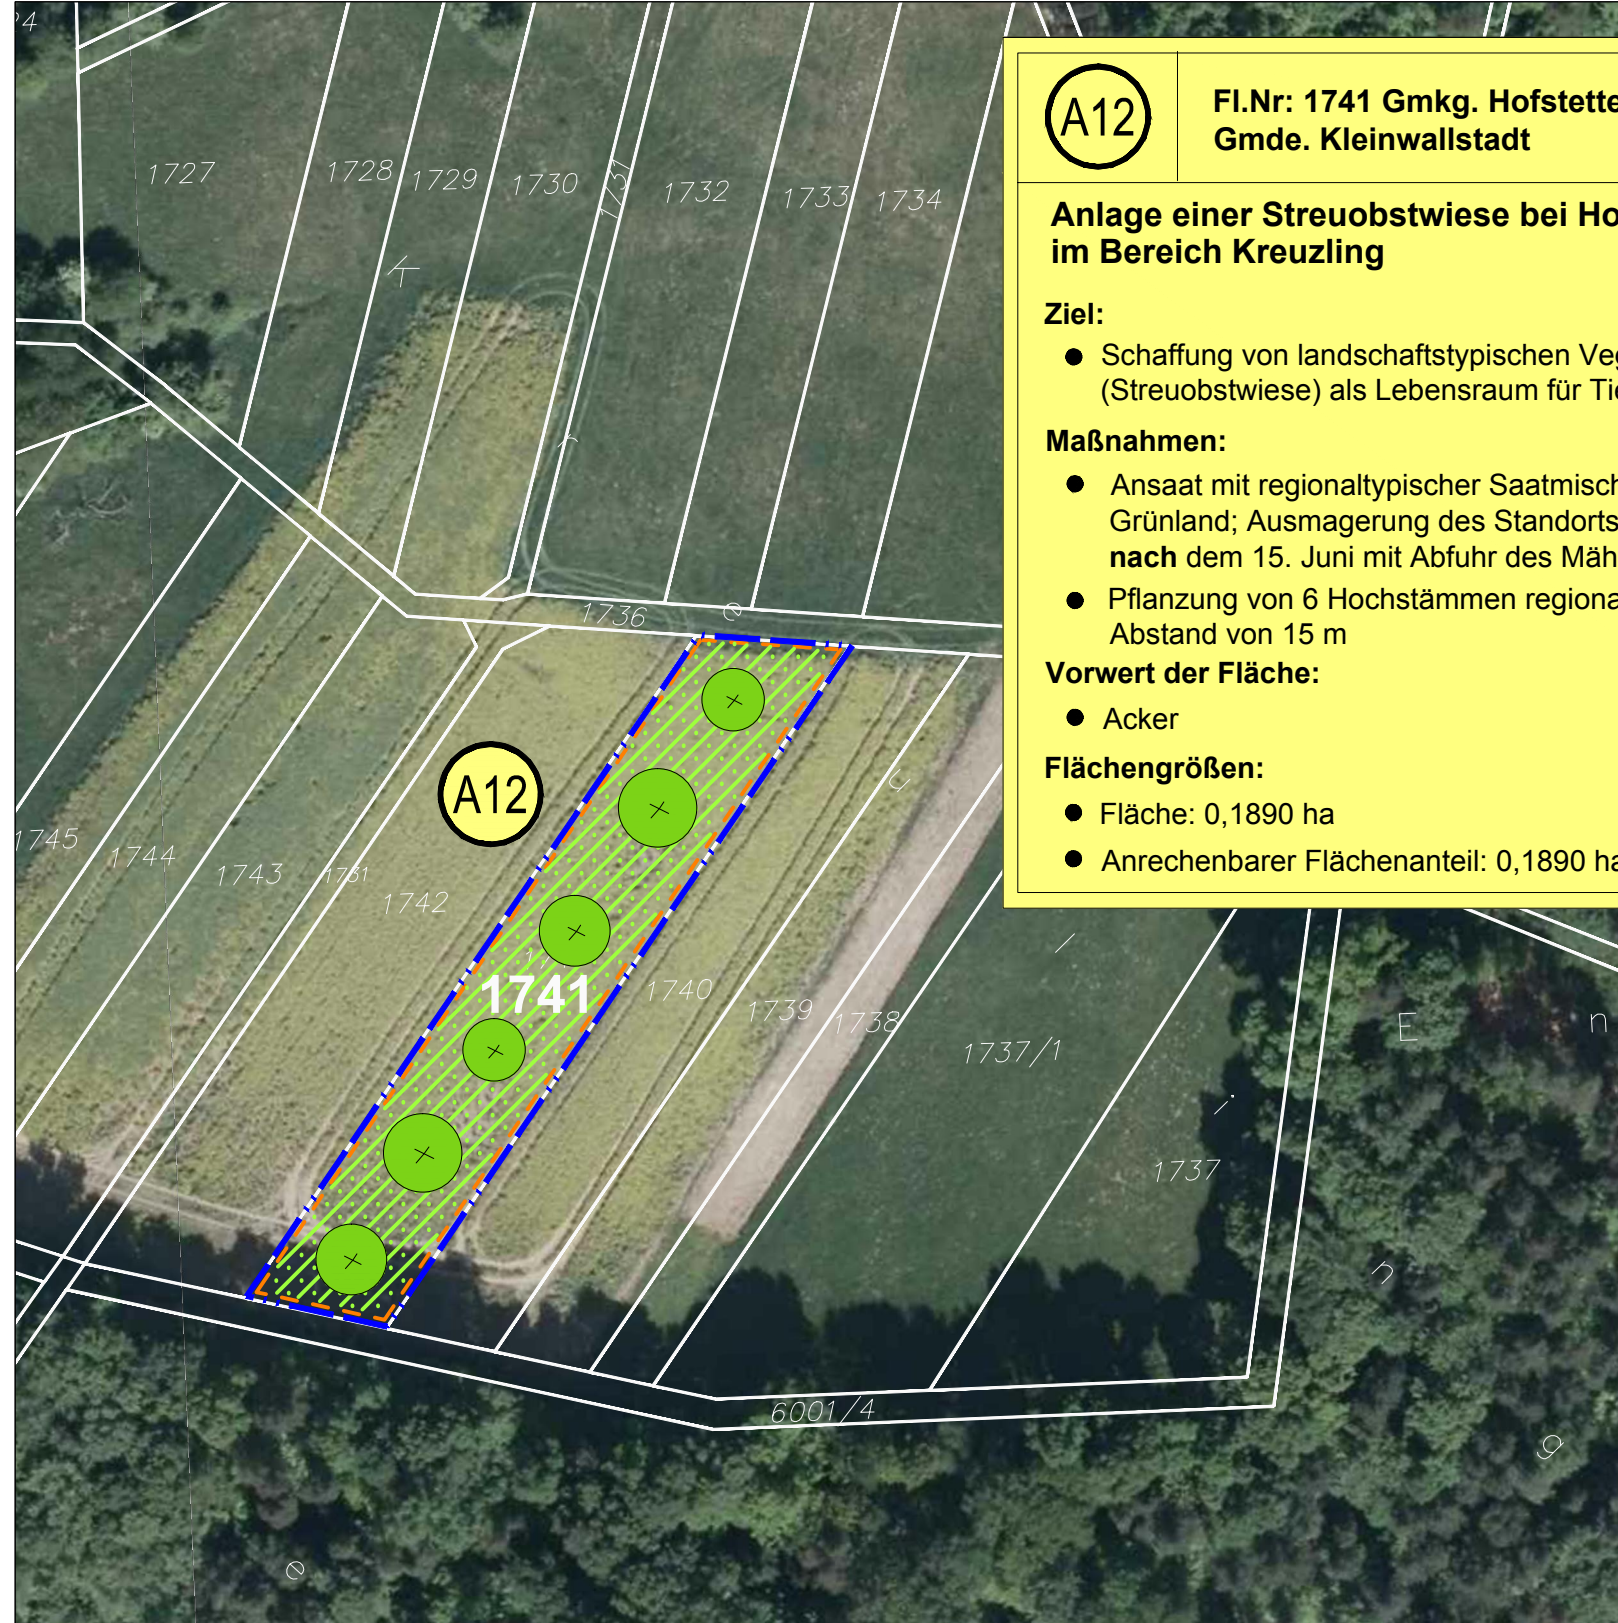 A12
Fl.Nr: 1741 Gmkg. Hofstette
Gmde. Kleinwallstadt
Anlage einer Streuobstwiese bei Ho
im Bereich Kreuzling
Ziel:
● Schaffung von landschaftstypischen Veg
(Streuobstwiese) als Lebensraum für Tie
Maßnahmen:
● Ansaat mit regionaltypischer Saatmisch
Grünland; Ausmagerung des Standorts
nach dem 15. Juni mit Abfuhr des Mäh
● Pflanzung von 6 Hochstämmen regiona
Abstand von 15 m
Vorwert der Fläche:
● Acker
Flächengrößen:
● Fläche: 0,1890 ha
● Anrechenbarer Flächenanteil: 0,1890 ha
1727
1728
1729
1730
1731
1732
1733
1734
K
r
e
u
1736
A12
1745
1744
1743
1731
1742
1741
1740
1739
1738
1737/1
1737
E
n
6001/4
n
g
e